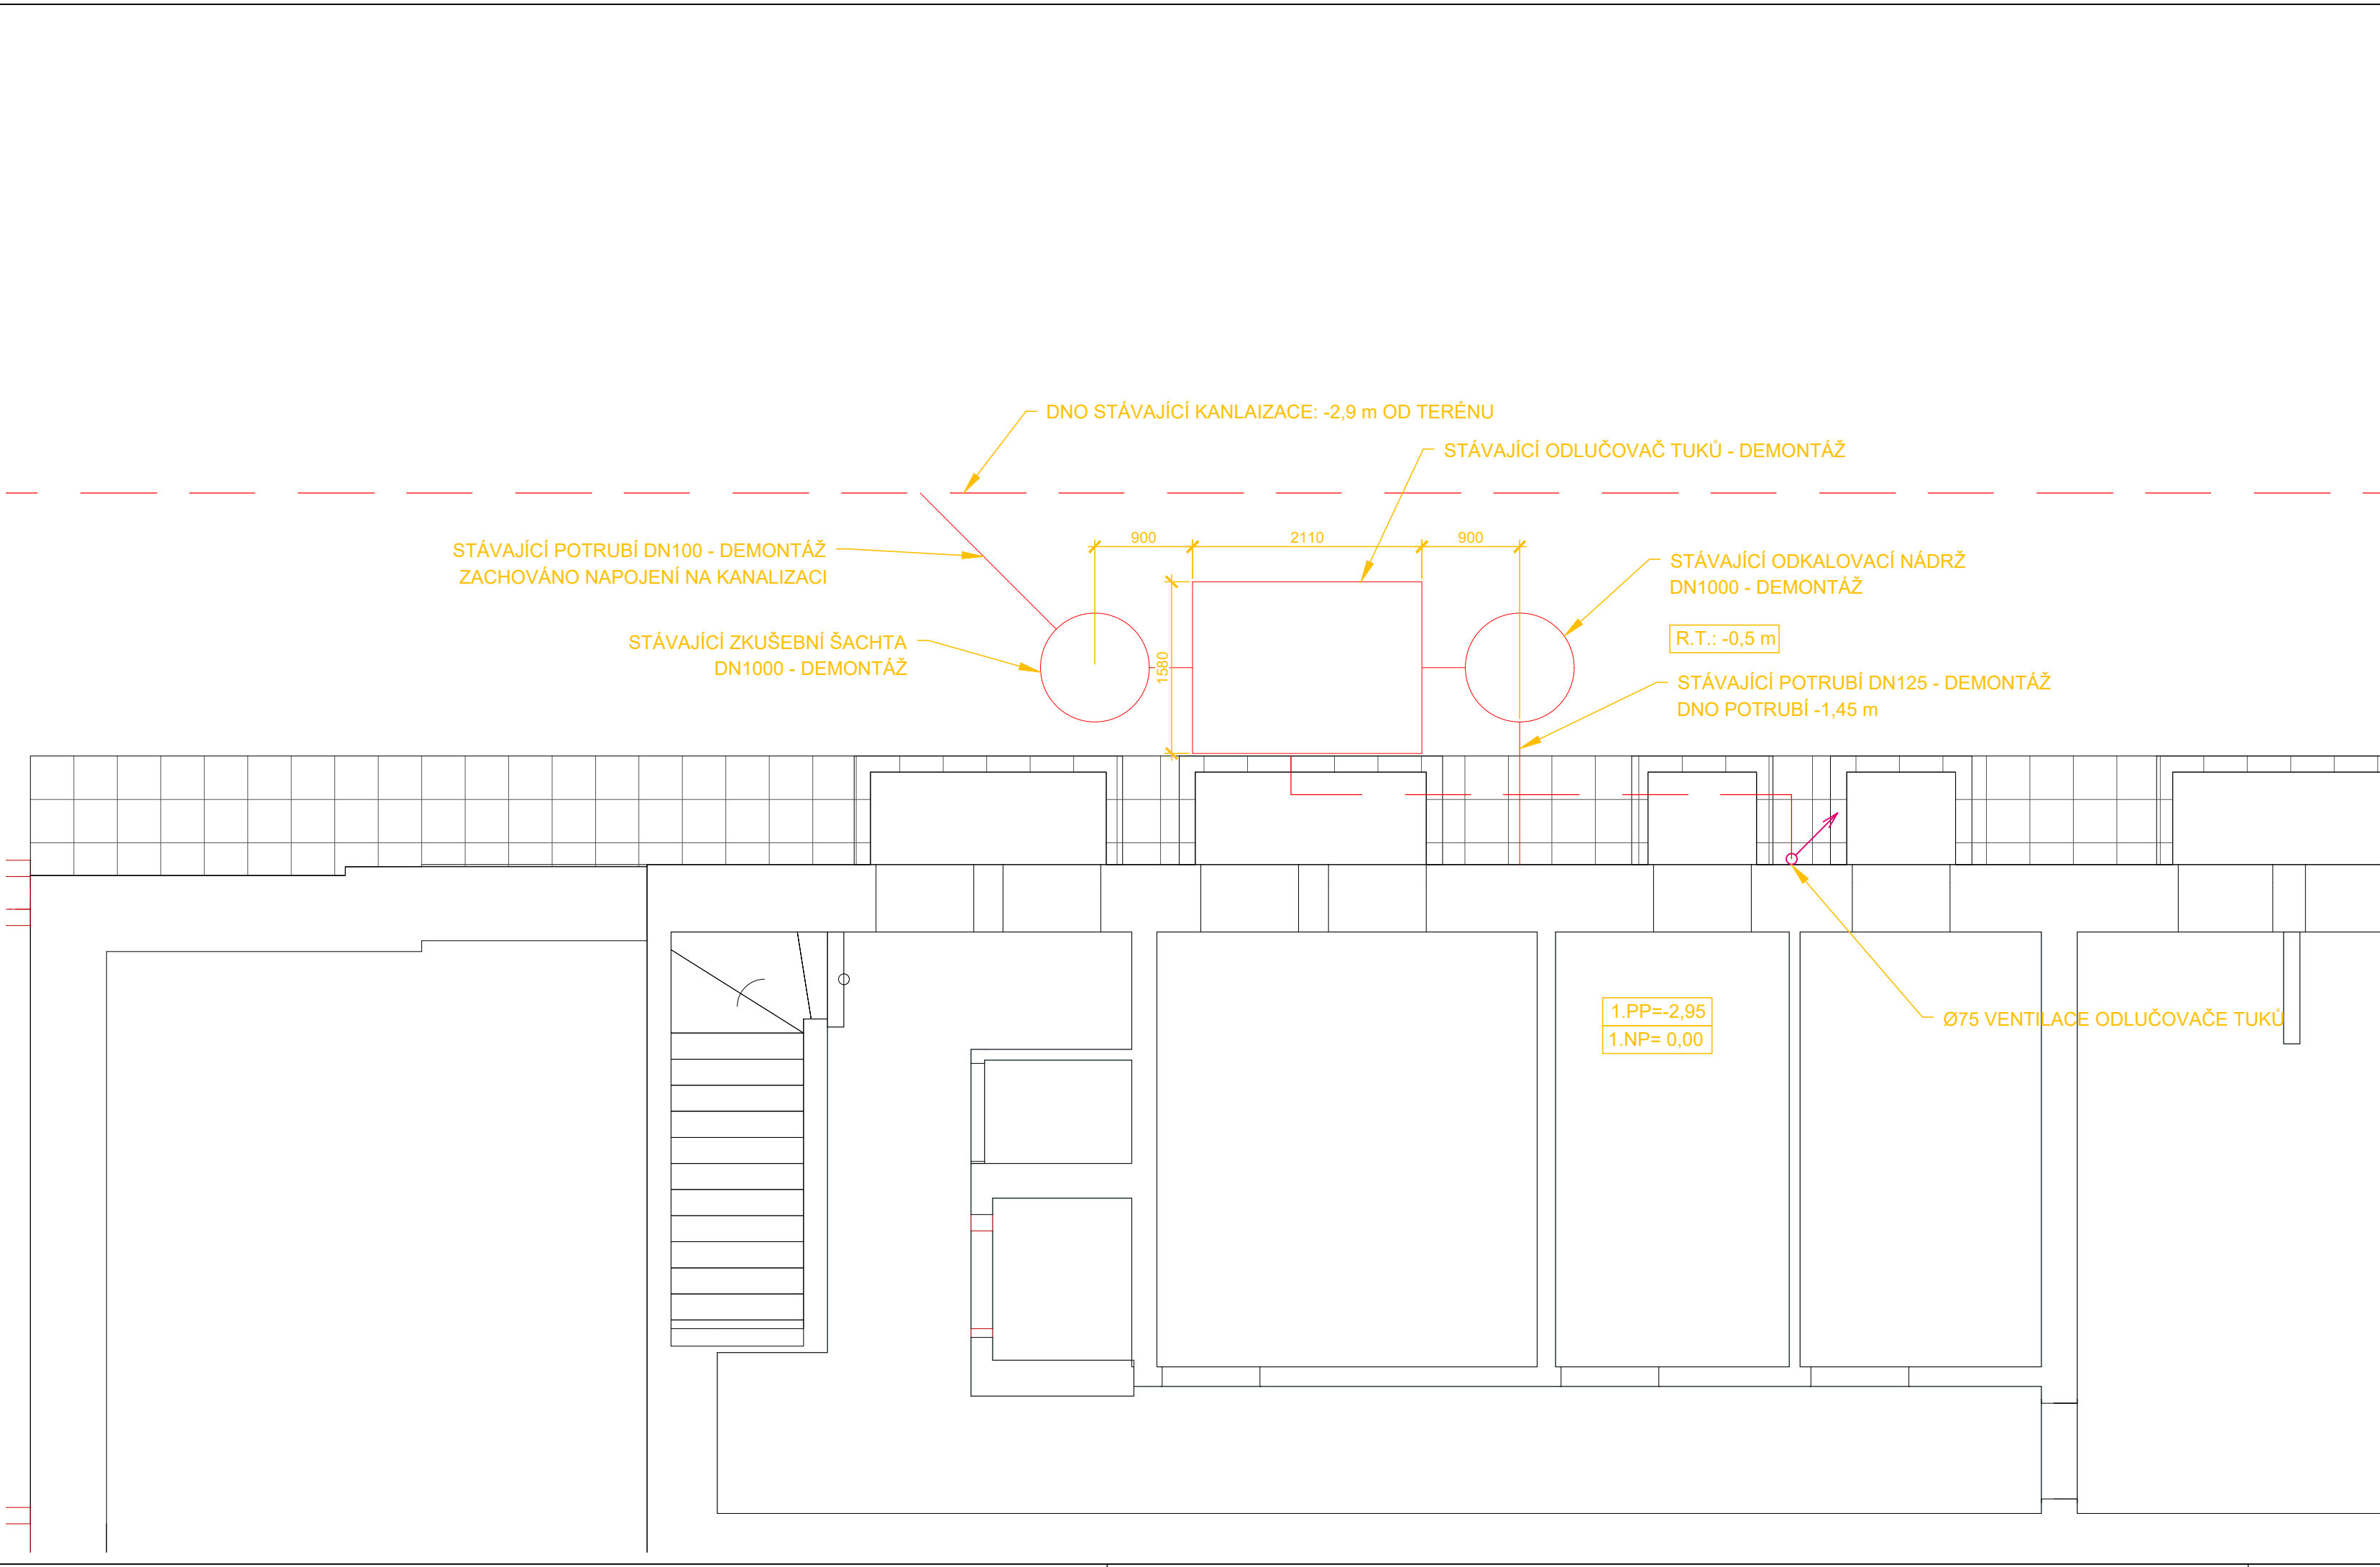 DNO STÁVAJÍCÍ KANLAIZACE: -2,9 m OD TERÉNU
STÁVAJÍCÍ ODLUČOVAČ TUKŮ - DEMONTÁŽ
900
2110
900
STÁVAJÍCÍ POTRUBÍ DN100 - DEMONTÁŽ
ZACHOVÁNO NAPOJENÍ NA KANALIZACI
STÁVAJÍCÍ ODKALOVACÍ NÁDRŽ
DN1000 - DEMONTÁŽ
STÁVAJÍCÍ ZKUŠEBNÍ ŠACHTA
DN1000 - DEMONTÁŽ
1580
R.T.: -0,5 m
STÁVAJÍCÍ POTRUBÍ DN125 - DEMONTÁŽ
DNO POTRUBÍ -1,45 m
1.PP=-2,95
1.NP= 0,00
Ø75 VENTILACE ODLUČOVAČE TUKŮ